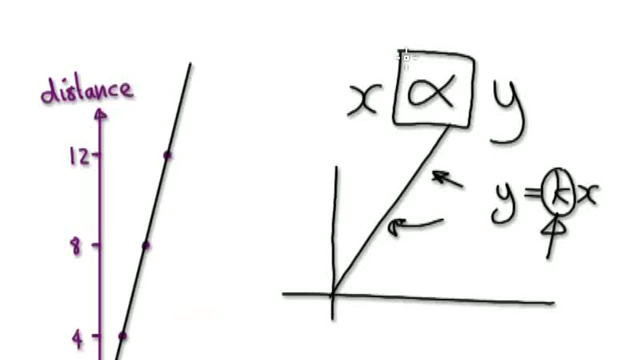 distance
12
8
4
x α y
y = kx